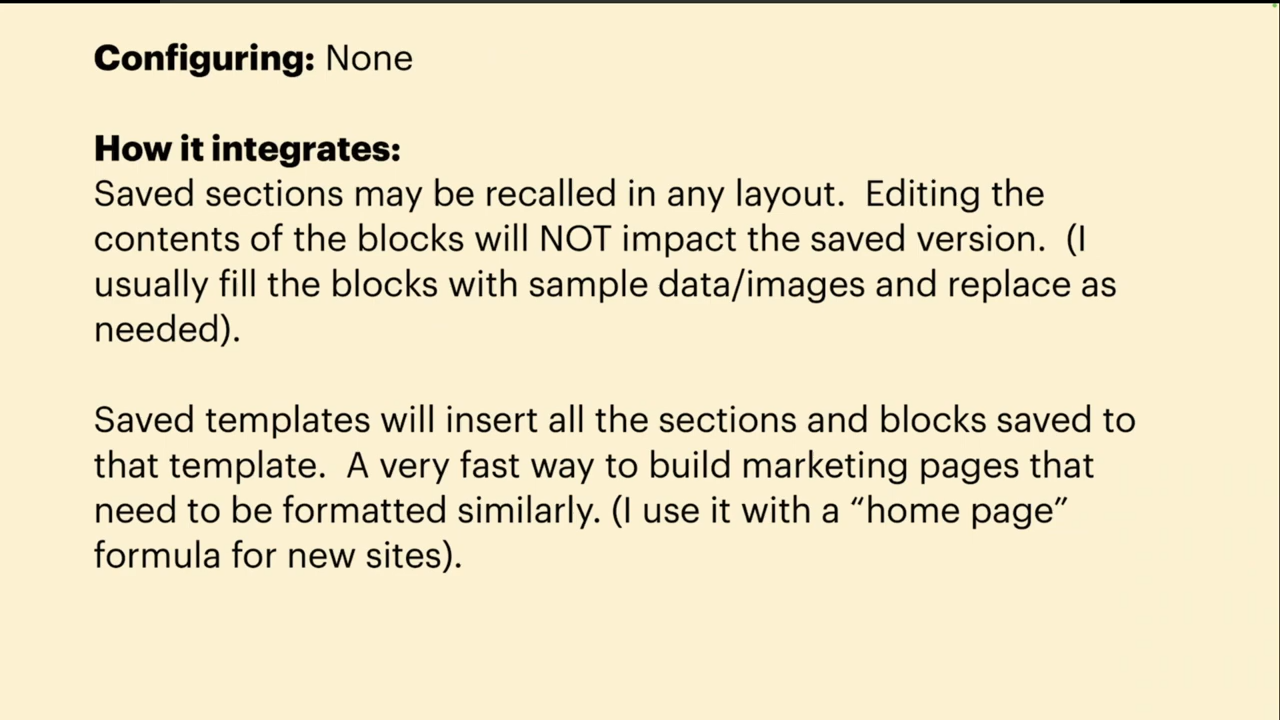 Configuring: None
How it integrates:
Saved sections may be recalled in any layout.  Editing the
contents of the blocks will NOT impact the saved version.  (I
usually fill the blocks with sample data/images and replace as
needed).
Saved templates will insert all the sections and blocks saved to
that template.  A very fast way to build marketing pages that
need to be formatted similarly. (I use it with a “home page”
formula for new sites).